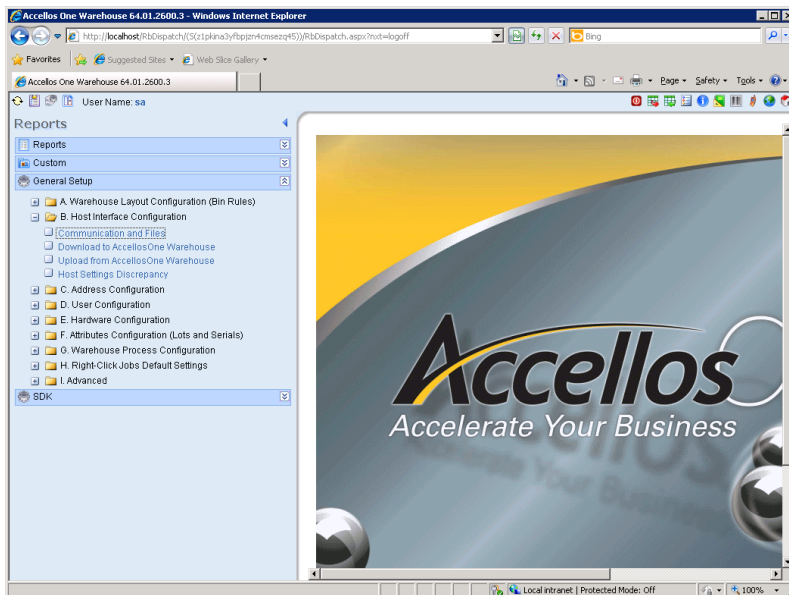 Accellos One Warehouse 64.01.2600.3 - Windows Internet Explorer
http://localhost/RbDispatch/(S(z1pkina3yfbpjzn4cmsezq45))/RbDispatch.aspx?nxt=logoff
Bing
Favorites
Suggested Sites
Web Slice Gallery
Accellos One Warehouse 64.01.2600.3
Page
Safety
Tools
User Name: sa
Reports
Reports
Custom
General Setup
A. Warehouse Layout Configuration (Bin Rules)
B. Host Interface Configuration
Communication and Files
Download to AccellosOne Warehouse
Upload from AccellosOne Warehouse
Host Settings Discrepancy
C. Address Configuration
D. User Configuration
E. Hardware Configuration
F. Attributes Configuration (Lots and Serials)
G. Warehouse Process Configuration
H. Right-Click Jobs Default Settings
I. Advanced
SDK
Accellos
Accelerate Your Business
Local intranet | Protected Mode: Off
100%